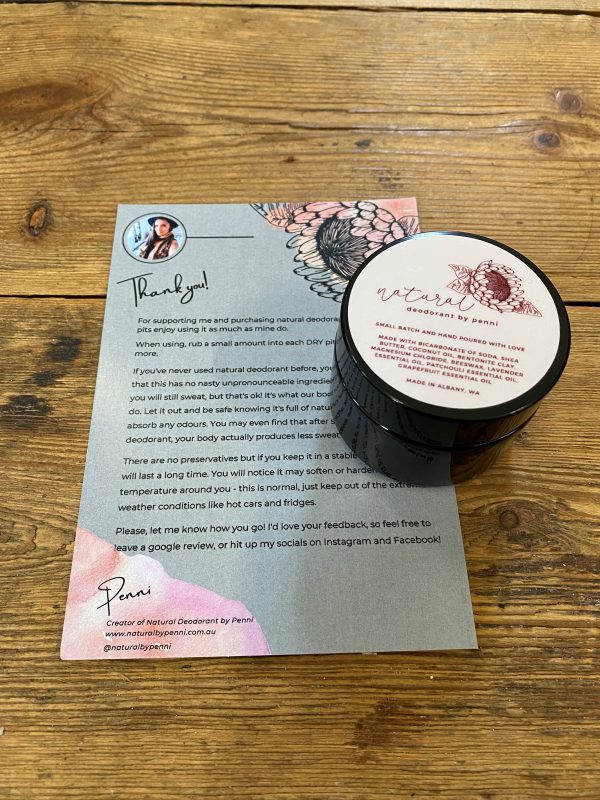 Thank you!
For supporting me and purchasing natural deodora
pits enjoy using it as much as mine do.
When using, rub a small amount into each DRY pit
more.
If you've never used natural deodorant before, you
that this has no nasty unpronounceable ingredie
you will still sweat, but that's ok! It's what our bod
do. Let it out and be safe knowing it's full of natu
absorb any odours. You may even find that after s
deodorant, your body actually produces less sweat
There are no preservatives but if you keep it in a stable
will last a long time. You will notice it may soften or harden
temperature around you - this is normal, just keep out of the extreme
weather conditions like hot cars and fridges.
Please, let me know how you go! I'd love your feedback, so feel free to
leave a google review, or hit up my socials on Instagram and Facebook!
Penni
Creator of Natural Deodorant by Penni
www.naturalbypenni.com.au
@naturalbypenni
natural
deodorant by penni
SMALL BATCH AND HAND POURED WITH LOVE
MADE WITH BICARBONATE OF SODA, SHEA
BUTTER, COCONUT OIL, BENTONITE CLAY,
MAGNESIUM CHLORIDE, BEESWAX, LAVENDER
ESSENTIAL OIL, PATCHOULI ESSENTIAL OIL,
GRAPEFRUIT ESSENTIAL OIL
MADE IN ALBANY, WA